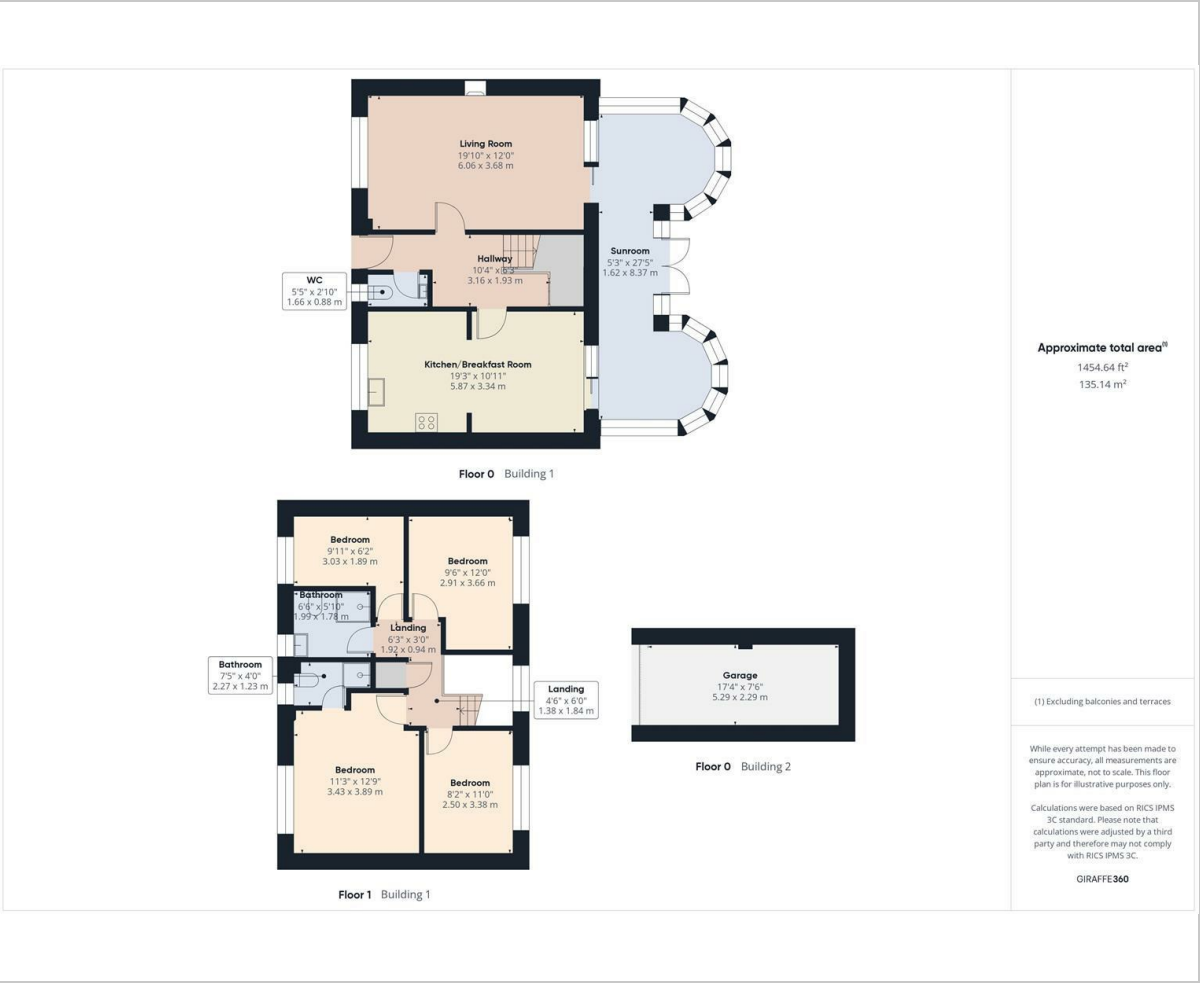 Living Room
19'10" x 12'0"
6.06 x 3.68 m
Hallway
10'4" x 6'3"
3.16 x 1.93 m
WC
5'5" x 2'10"
1.66 x 0.88 m
Sunroom
5'3" x 27'5"
1.62 x 8.37 m
Kitchen/Breakfast Room
19'3" x 10'11"
5.87 x 3.34 m
Floor 0 Building 1
Bedroom
9'11" x 6'2"
3.03 x 1.89 m
Bedroom
9'6" x 12'0"
2.91 x 3.66 m
Bathroom
6'6" x 5'10"
1.99 x 1.78 m
Landing
6'3" x 3'0"
1.92 x 0.94 m
Bathroom
7'5" x 4'0"
2.27 x 1.23 m
Landing
4'6" x 6'0"
1.38 x 1.84 m
Bedroom
11'3" x 12'9"
3.43 x 3.89 m
Bedroom
8'2" x 11'0"
2.50 x 3.38 m
Floor 1 Building 1
Garage
17'4" x 7'6"
5.29 x 2.29 m
Floor 0 Building 2
Approximate total area(1)
1454.64 ft²
135.14 m²
(1) Excluding balconies and terraces
While every attempt has been made to
ensure accuracy, all measurements are
approximate, not to scale. This floor
plan is for illustrative purposes only.
Calculations were based on RICS IPMS
3C standard. Please note that
calculations were adjusted by a third
party and therefore may not comply
with RICS IPMS 3C.
GIRAFFE360